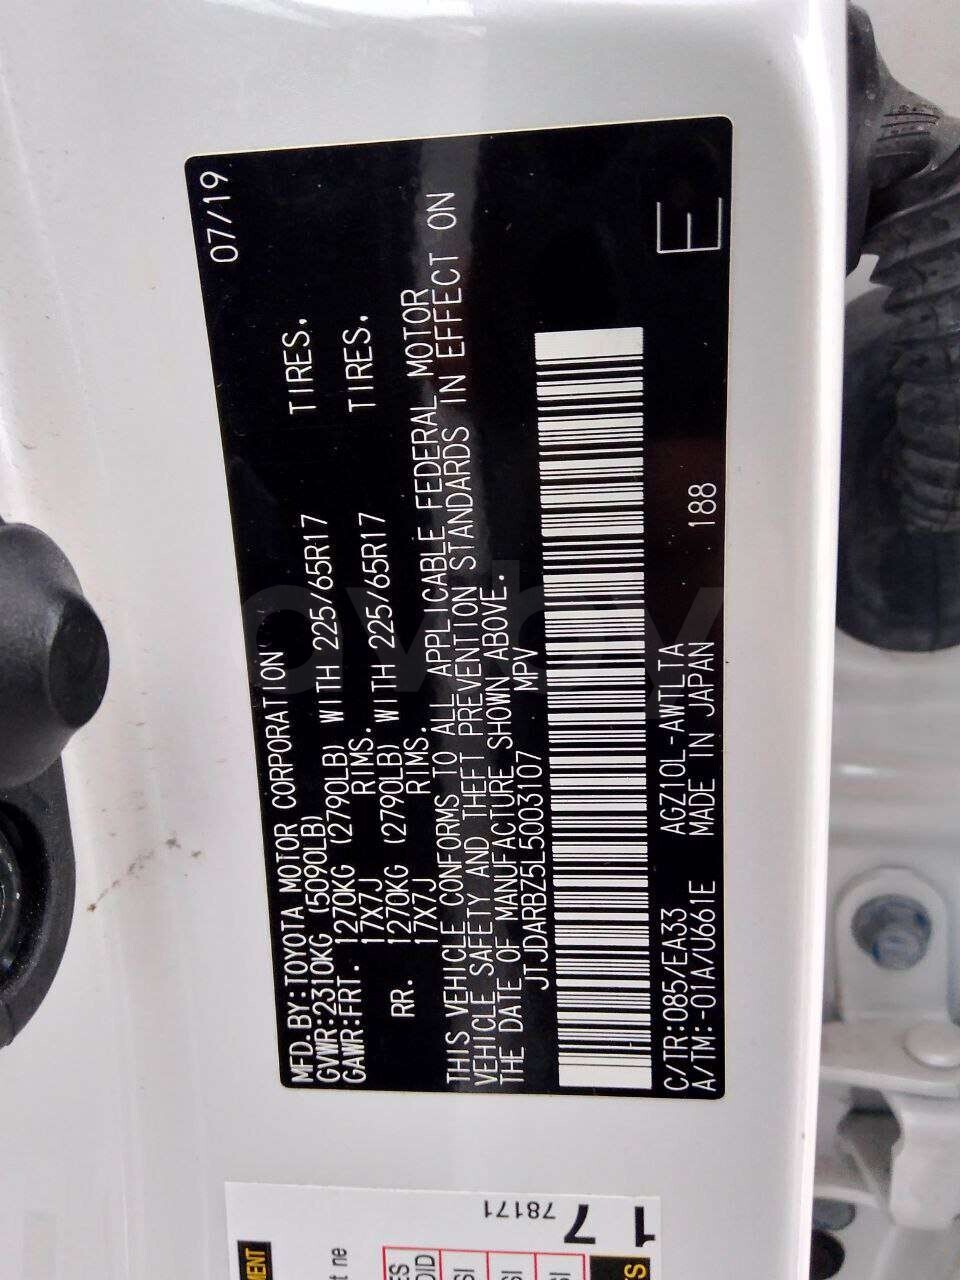 MFD.BY:TOYOTA MOTOR CORPORATION 07/19
GVWR:2310KG (5090LB)
GAWR:FRT. 1270KG (2790LB) WITH 225/65R17 TIRES.
17X7J RIMS.
RR. 1270KG (2790LB) WITH 225/65R17 TIRES.
17X7J RIMS.
THIS VEHICLE CONFORMS TO ALL APPLICABLE FEDERAL MOTOR
VEHICLE SAFETY AND THEFT PREVENTION STANDARDS IN EFFECT ON
THE DATE OF MANUFACTURE SHOWN ABOVE.
JTJDARBZ5L5003107 MPV
C/TR:085/EA33 AGZ10L-AWTLTA
A/TM:-01A/U661E MADE IN JAPAN 188
E
78171
17